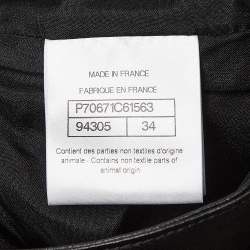 MADE IN FRANCE
FABRIQUE EN FRANCE
P70671C61563
94305 34
Contient des parties non textiles d'origine
animale - Contains non textile parts of
animal origin